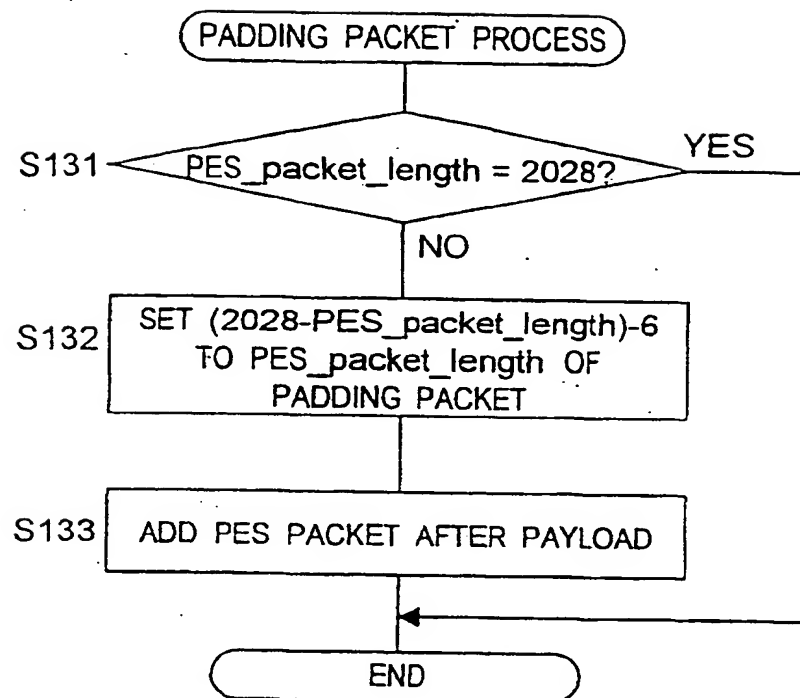 PADDING PACKET PROCESS
S131
PES_packet_length = 2028?
YES
NO
S132
SET (2028-PES_packet_length)-6
TO PES_packet_length OF
PADDING PACKET
S133
ADD PES PACKET AFTER PAYLOAD
END